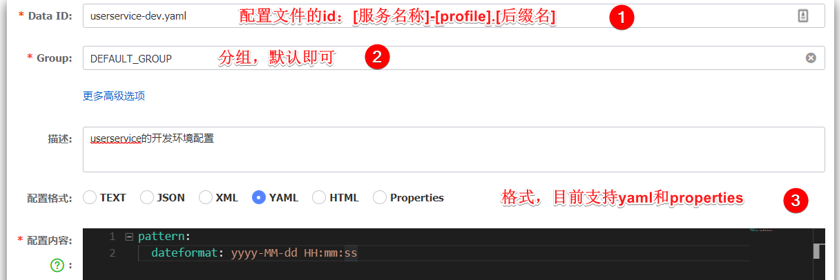 * Data ID: userservice-dev.yaml 配置文件的id：[服务名称]-[profile].[后缀名] 1
* Group: DEFAULT_GROUP 分组，默认即可 2
更多高级选项
描述: userservice的开发环境配置
配置格式: TEXT JSON XML YAML HTML Properties 格式，目前支持yaml和properties 3
* 配置内容: 1 pattern:
? : 2 dateformat: yyyy-MM-dd HH:mm:ss